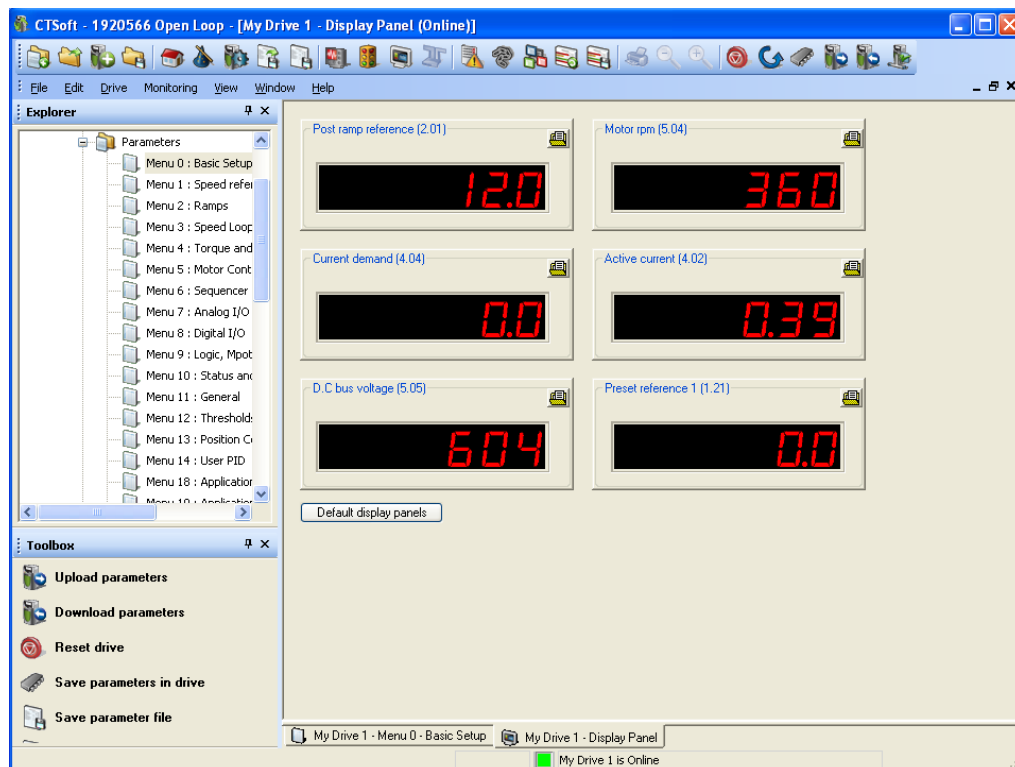 CTSoft - 1920566 Open Loop - [My Drive 1 - Display Panel (Online)]
File Edit Drive Monitoring View Window Help
Explorer
Parameters
Menu 0 : Basic Setup
Menu 1 : Speed refer
Menu 2 : Ramps
Menu 3 : Speed Loop
Menu 4 : Torque and
Menu 5 : Motor Cont
Menu 6 : Sequencer
Menu 7 : Analog I/O
Menu 8 : Digital I/O
Menu 9 : Logic, Mpot
Menu 10 : Status and
Menu 11 : General
Menu 12 : Threshold
Menu 13 : Position C
Menu 14 : User PID
Menu 18 : Application
Menu 19 : Application
Toolbox
Upload parameters
Download parameters
Reset drive
Save parameters in drive
Save parameter file
Post ramp reference (2.01)
12.0
Motor rpm (5.04)
360
Current demand (4.04)
0.0
Active current (4.02)
0.39
D.C bus voltage (5.05)
604
Preset reference 1 (1.21)
0.0
Default display panels
My Drive 1 - Menu 0 - Basic Setup
My Drive 1 - Display Panel
My Drive 1 is Online